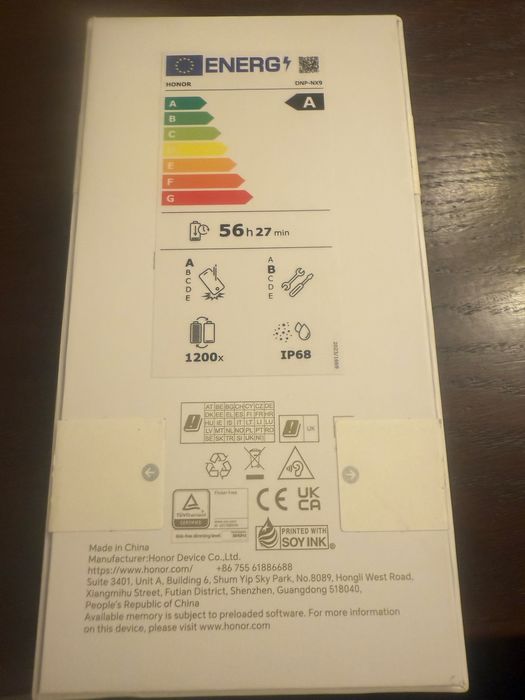 ENERG
HONOR DNP-NX9
A A
B
C
E
F
G
56 h 27 min
A
B
C
D
E
A
B
C
D
E
1200x
IP68
2023/1669
AT BE BG CH CY CZ DE
DK EE EL ES FI FR HR
HU IE IS IT LT LI LU
LV MT NL NO PL PT RO
SE SK TR SI UK(NI)
UK
TÜVRheinland
CERTIFIED
Flicker Free
CE UK
CA
PRINTED WITH
SOY INK
Made in China
Manufacturer:Honor Device Co.,Ltd.
https://www.honor.com/ +86 755 61886688
Suite 3401, Unit A, Building 6, Shum Yip Sky Park, No.8089, Hongli West Road,
Xiangmihu Street, Futian District, Shenzhen, Guangdong 518040,
People's Republic of China
Available memory is subject to preloaded software. For more information
on this device, please visit www.honor.com